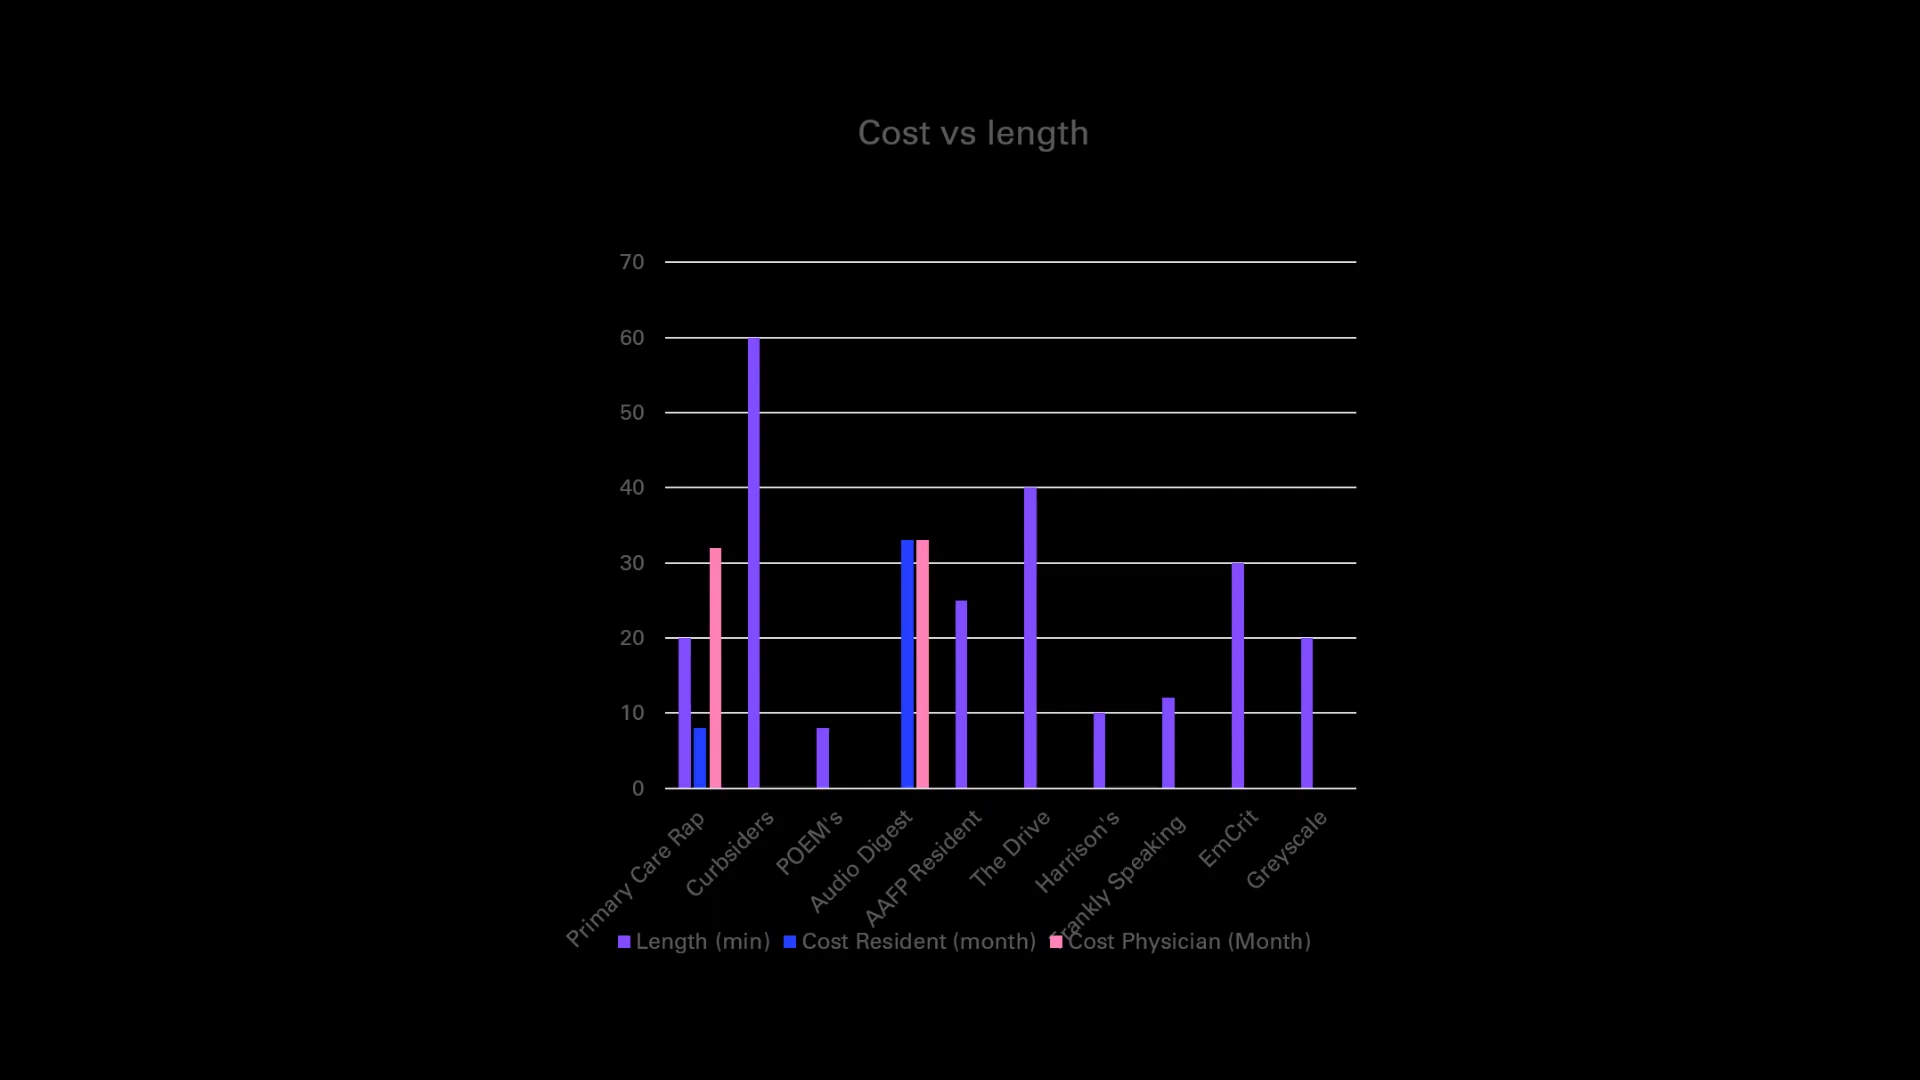 Cost vs length
70
60
50
40
30
20
10
0
Primary Care Rap
Curbsiders
POEM's
Audio Digest
AAFP Resident
The Drive
Harrison's
Frankly Speaking
EmCrit
Greyscale
Length (min)
Cost Resident (month)
Cost Physician (Month)